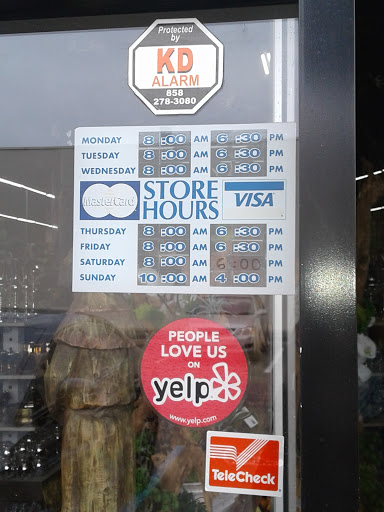 Protected
by
KD
ALARM
858
278-3080
MONDAY 8:00 AM 6:30 PM
TUESDAY 8:00 AM 6:30 PM
WEDNESDAY 8:00 AM 6:30 PM
MasterCard STORE HOURS VISA
THURSDAY 8:00 AM 6:30 PM
FRIDAY 8:00 AM 6:30 PM
SATURDAY 8:00 AM 6:00 PM
SUNDAY 10:00 AM 4:00 PM
PEOPLE
LOVE US
ON
yelp
www.yelp.com
TeleCheck